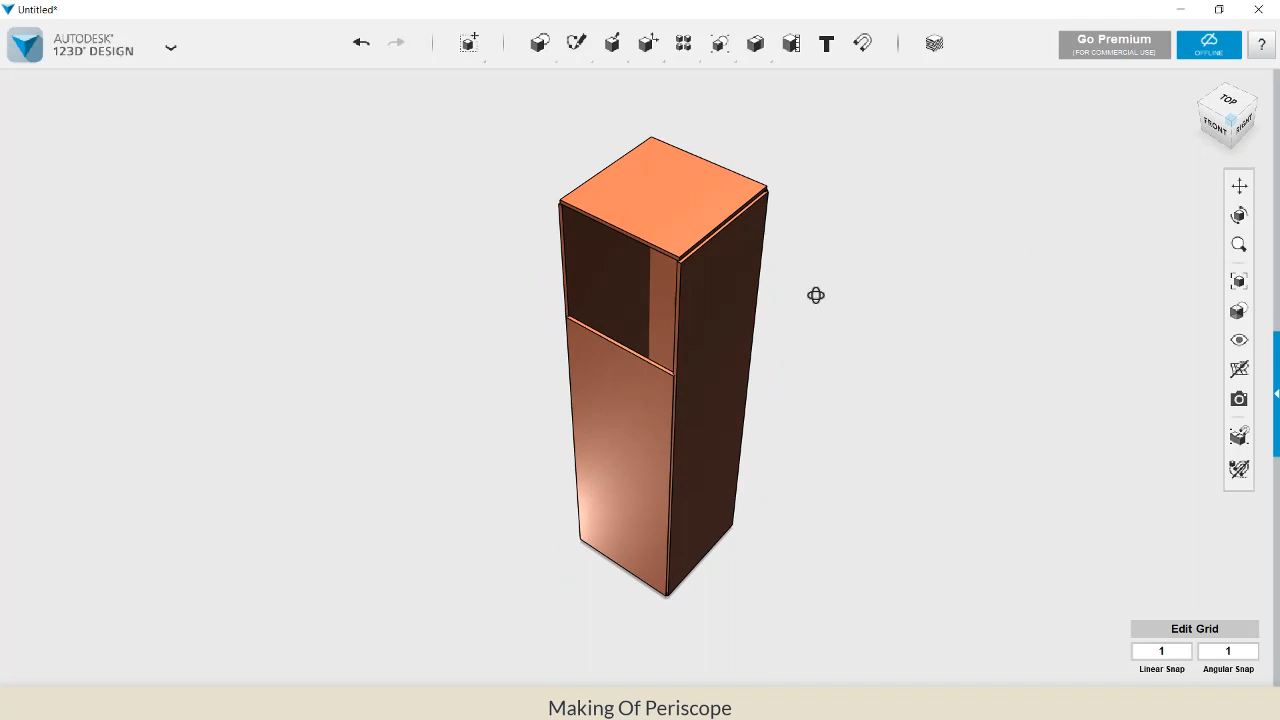 Untitled*
AUTODESK®
123D® DESIGN
T
Go Premium
(FOR COMMERCIAL USE)
OFFLINE
?
TOP
FRONT
RIGHT
Edit Grid
1
1
Linear Snap
Angular Snap
Making Of Periscope